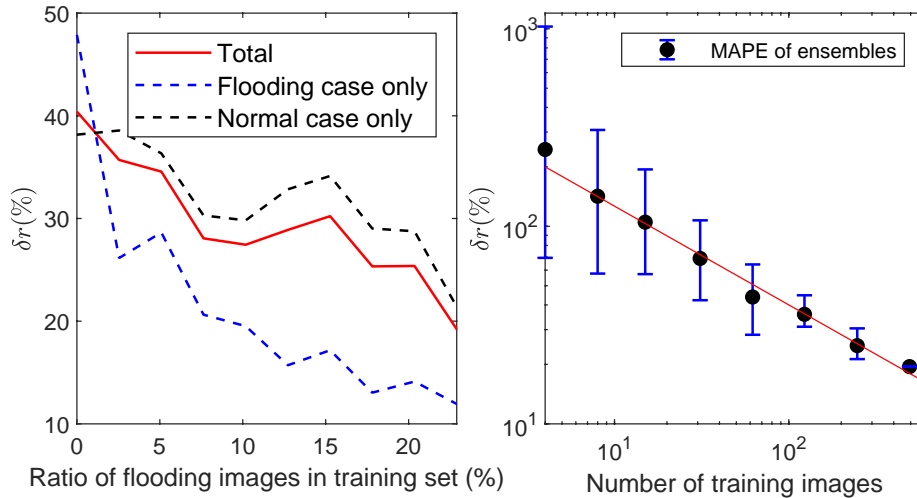 Total
Flooding case only
Normal case only
50
40
30
20
10
δr(%)
0
5
10
15
20
Ratio of flooding images in training set (%)
MAPE of ensembles
10³
10²
10¹
δr(%)
10¹
10²
Number of training images